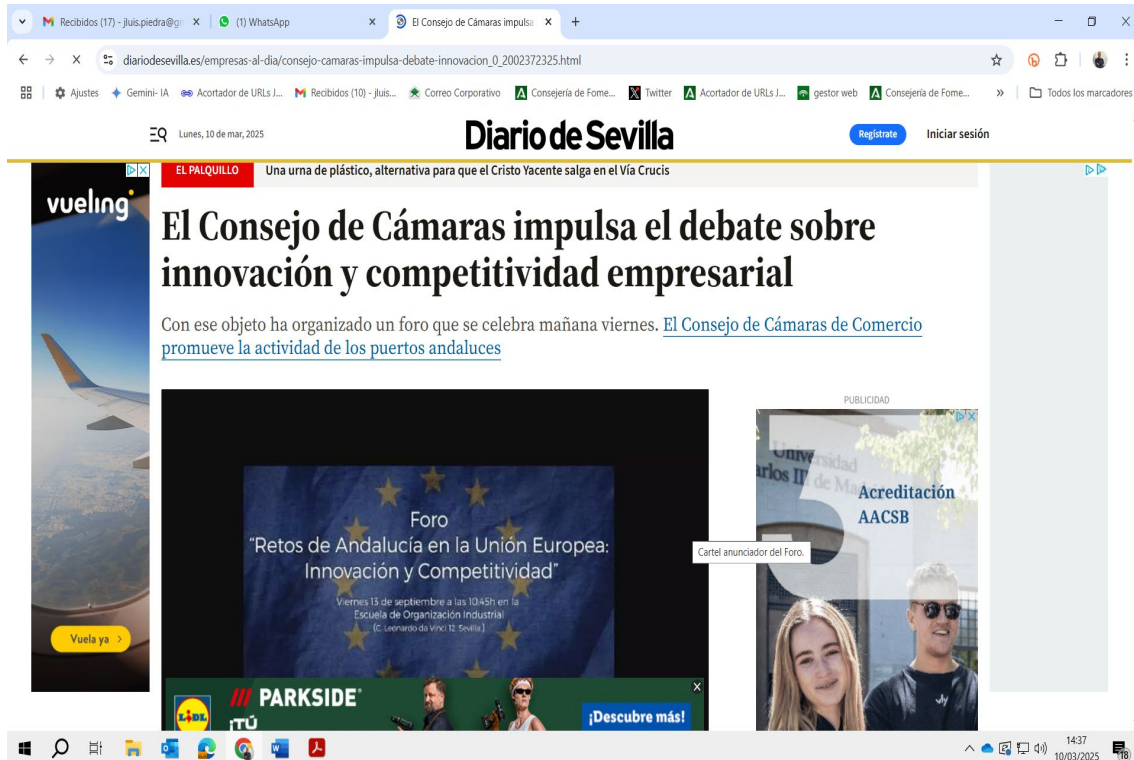 Recibidos (17) - jluis.piedra@g
(1) WhatsApp
El Consejo de Cámaras impulsa
diariodesevilla.es/empresas-al-dia/consejo-camaras-impulsa-debate-innovacion_0_2002372325.html
Ajustes
Gemini- IA
Acortador de URLs J...
Recibidos (10) - jluis...
Correo Corporativo
Consejería de Fome...
Twitter
Acortador de URLs J...
gestor web
Consejería de Fome...
»
Todos los marcadores
Lunes, 10 de mar, 2025
Diario de Sevilla
Regístrate
Iniciar sesión
EL PALQUILLO
Una urna de plástico, alternativa para que el Cristo Yacente salga en el Vía Crucis
vueling
El Consejo de Cámaras impulsa el debate sobre
innovación y competitividad empresarial
Con ese objeto ha organizado un foro que se celebra mañana viernes. El Consejo de Cámaras de Comercio
promueve la actividad de los puertos andaluces
Vuela ya
Foro
"Retos de Andalucía en la Unión Europea:
Innovación y Competitividad"
Viernes 13 de septiembre a las 10:45h en la
Escuela de Organización Industrial
(C. Leonardo da Vinci 12. Sevilla)
PUBLICIDAD
Universidad
arlos III de Ma
5
Acreditación
AACSB
Cartel anunciador del Foro.
LIDL
PARKSIDE
¡TÚ
¡Descubre más!
14:37
10/03/2025
18